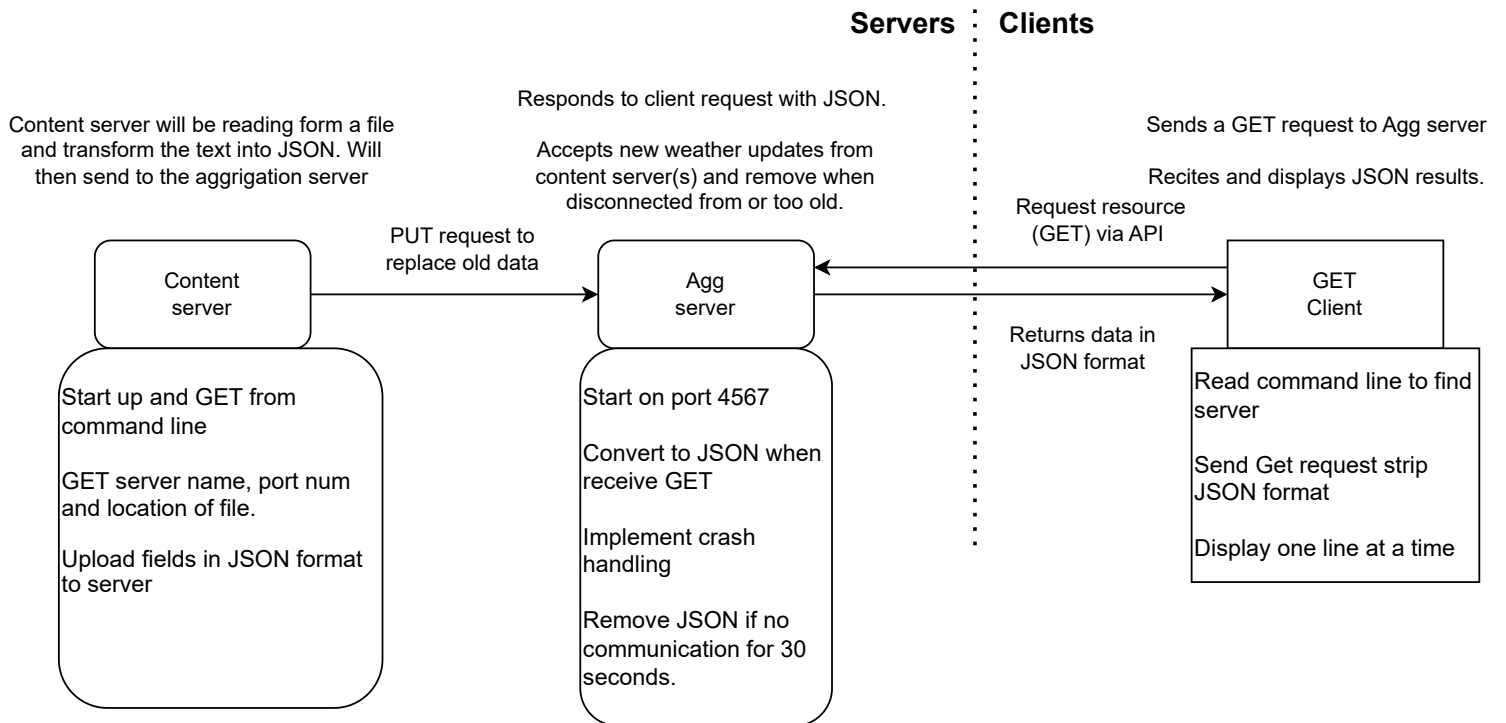 Servers
Clients
Content server will be reading form a file
and transform the text into JSON. Will
then send to the aggrigation server
Responds to client request with JSON.
Accepts new weather updates from
content server(s) and remove when
disconnected from or too old.
Sends a GET request to Agg server
Recites and displays JSON results.
PUT request to
replace old data
Request resource
(GET) via API
Content
server
Agg
server
GET
Client
Returns data in
JSON format
Start up and GET from
command line
GET server name, port num
and location of file.
Upload fields in JSON format
to server
Start on port 4567
Convert to JSON when
receive GET
Implement crash
handling
Remove JSON if no
communication for 30
seconds.
Read command line to find
server
Send Get request strip
JSON format
Display one line at a time